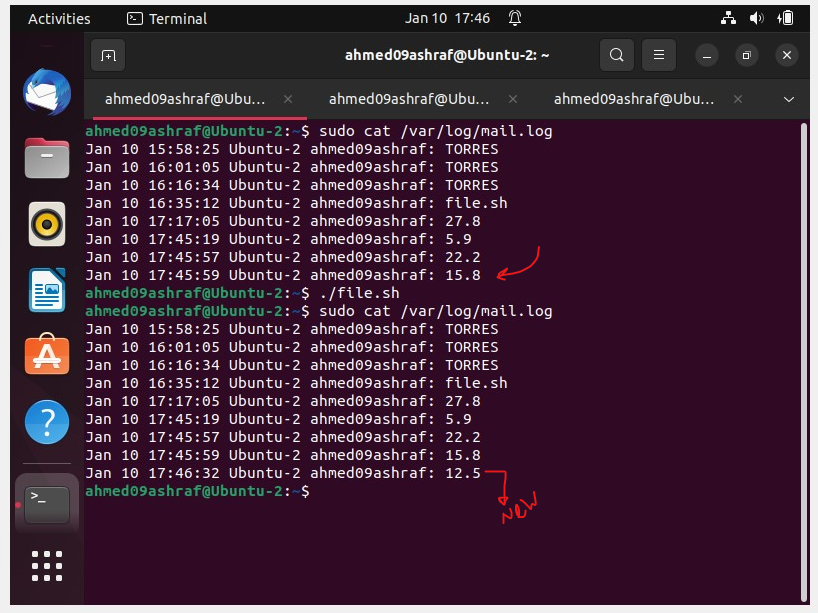 Activities
Terminal
Jan 10 17:46
ahmed09ashraf@Ubuntu-2: ~
ahmed09ashraf@Ubu...
ahmed09ashraf@Ubu...
ahmed09ashraf@Ubu...
ahmed09ashraf@Ubuntu-2:~$ sudo cat /var/log/mail.log
Jan 10 15:58:25 Ubuntu-2 ahmed09ashraf: TORRES
Jan 10 16:01:05 Ubuntu-2 ahmed09ashraf: TORRES
Jan 10 16:16:34 Ubuntu-2 ahmed09ashraf: TORRES
Jan 10 16:35:12 Ubuntu-2 ahmed09ashraf: file.sh
Jan 10 17:17:05 Ubuntu-2 ahmed09ashraf: 27.8
Jan 10 17:45:19 Ubuntu-2 ahmed09ashraf: 5.9
Jan 10 17:45:57 Ubuntu-2 ahmed09ashraf: 22.2
Jan 10 17:45:59 Ubuntu-2 ahmed09ashraf: 15.8
ahmed09ashraf@Ubuntu-2:~$ ./file.sh
ahmed09ashraf@Ubuntu-2:~$ sudo cat /var/log/mail.log
Jan 10 15:58:25 Ubuntu-2 ahmed09ashraf: TORRES
Jan 10 16:01:05 Ubuntu-2 ahmed09ashraf: TORRES
Jan 10 16:16:34 Ubuntu-2 ahmed09ashraf: TORRES
Jan 10 16:35:12 Ubuntu-2 ahmed09ashraf: file.sh
Jan 10 17:17:05 Ubuntu-2 ahmed09ashraf: 27.8
Jan 10 17:45:19 Ubuntu-2 ahmed09ashraf: 5.9
Jan 10 17:45:57 Ubuntu-2 ahmed09ashraf: 22.2
Jan 10 17:45:59 Ubuntu-2 ahmed09ashraf: 15.8
Jan 10 17:46:32 Ubuntu-2 ahmed09ashraf: 12.5
ahmed09ashraf@Ubuntu-2:~$
NeW